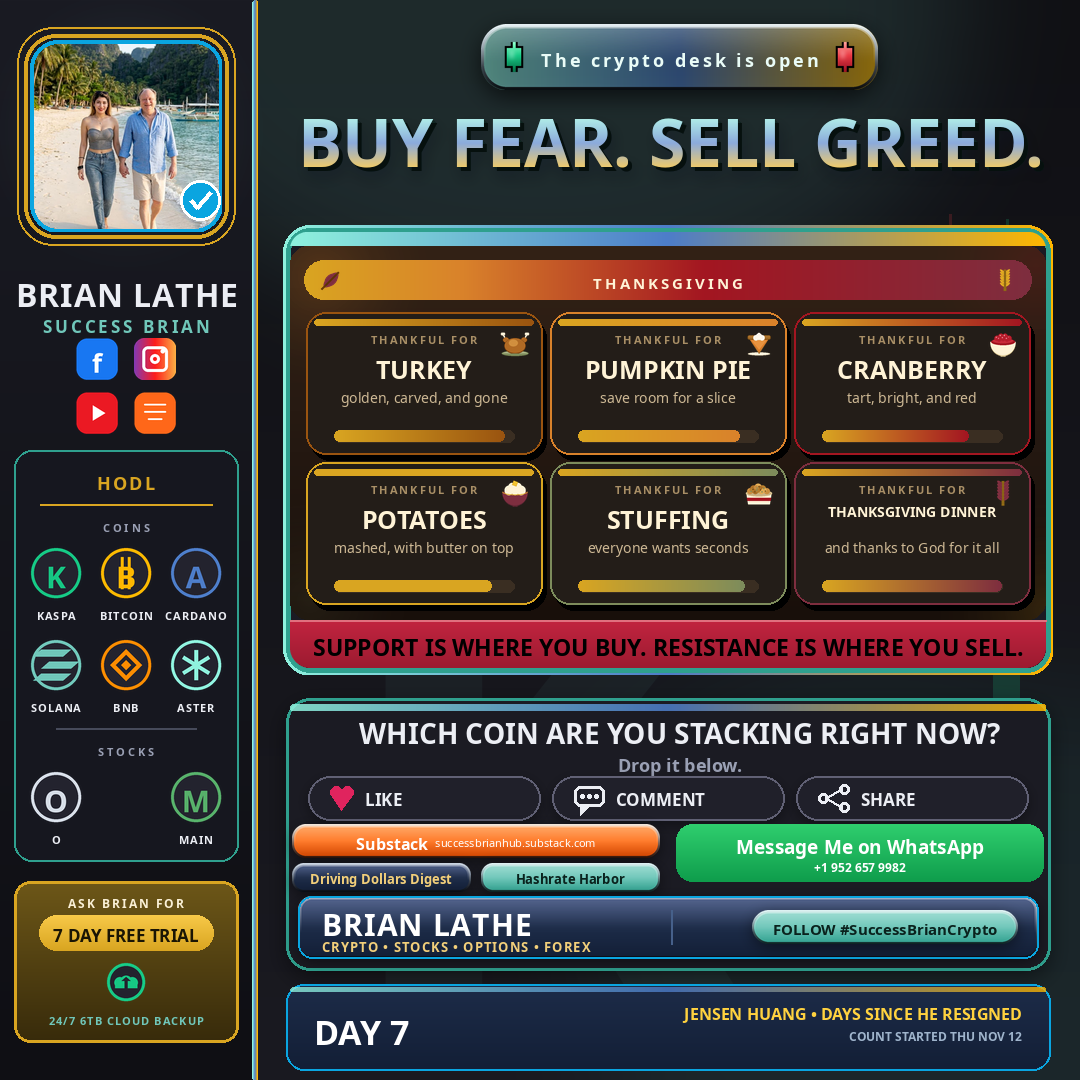 The crypto desk is open
BUY FEAR. SELL GREED.
BRIAN LATHE
SUCCESS BRIAN
f
HODL
COINS
K
B
A
KASPA
BITCOIN
CARDANO
SOLANA
BNB
ASTER
STOCKS
O
M
O
MAIN
ASK BRIAN FOR
7 DAY FREE TRIAL
24/7 6TB CLOUD BACKUP
THANKSGIVING
THANKFUL FOR
TURKEY
golden, carved, and gone
THANKFUL FOR
PUMPKIN PIE
save room for a slice
THANKFUL FOR
CRANBERRY
tart, bright, and red
THANKFUL FOR
POTATOES
mashed, with butter on top
THANKFUL FOR
STUFFING
everyone wants seconds
THANKFUL FOR
THANKSGIVING DINNER
and thanks to God for it all
SUPPORT IS WHERE YOU BUY. RESISTANCE IS WHERE YOU SELL.
WHICH COIN ARE YOU STACKING RIGHT NOW?
Drop it below.
LIKE
COMMENT
SHARE
Substack successbrianhub.substack.com
Driving Dollars Digest
Hashrate Harbor
Message Me on WhatsApp
+1 952 657 9982
BRIAN LATHE
CRYPTO • STOCKS • OPTIONS • FOREX
FOLLOW #SuccessBrianCrypto
DAY 7
JENSEN HUANG • DAYS SINCE HE RESIGNED
COUNT STARTED THU NOV 12